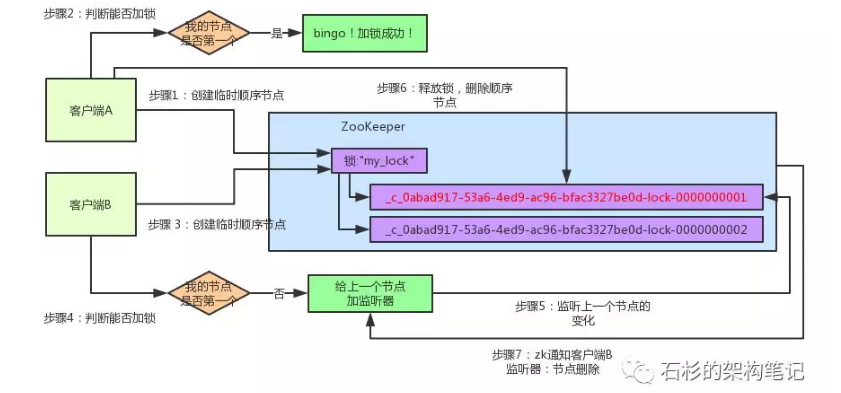 步骤2：判断能否加锁
我的节点
是否第一个
是
bingo！加锁成功！
客户端A
步骤1：创建临时顺序节点
步骤6：释放锁，删除顺序
节点
ZooKeeper
锁:"my_lock"
_c_0abad917-53a6-4ed9-ac96-bfac3327be0d-lock-0000000001
客户端B
步骤 3：创建临时顺序节点
_c_0abad917-53a6-4ed9-ac96-bfac3327be0d-lock-0000000002
我的节点
是否第一个
否
给上一个节点
加监听器
步骤4：判断能否加锁
步骤5：监听上一个节点的
变化
步骤7：zk通知客户端B
监听器：节点删除
石杉的架构笔记